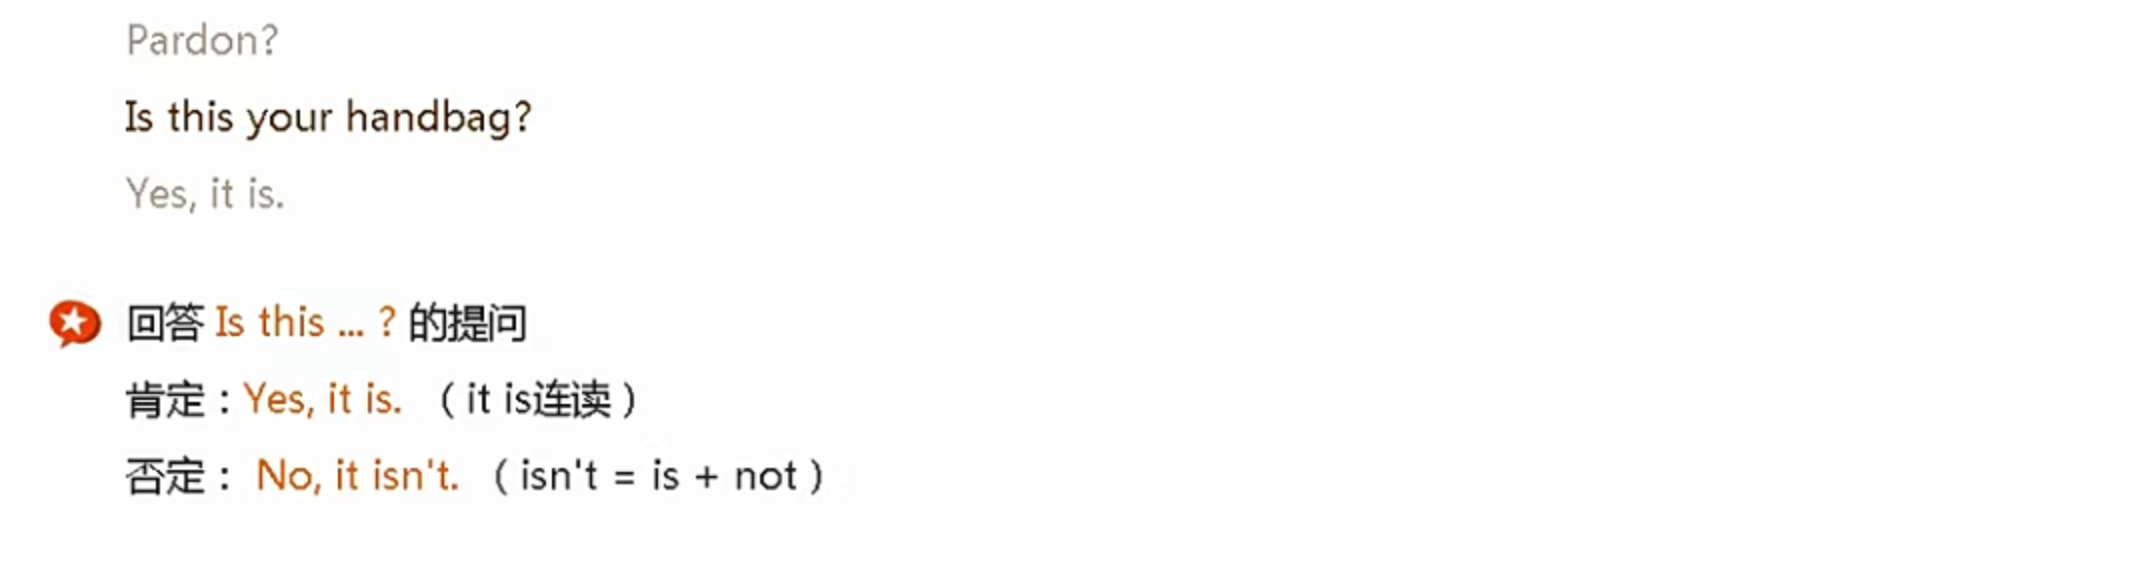 Pardon?
Is this your handbag?
Yes, it is.
回答 Is this ... ? 的提问
肯定：Yes, it is. （ it is连读 ）
否定： No, it isn't. （ isn't = is + not ）